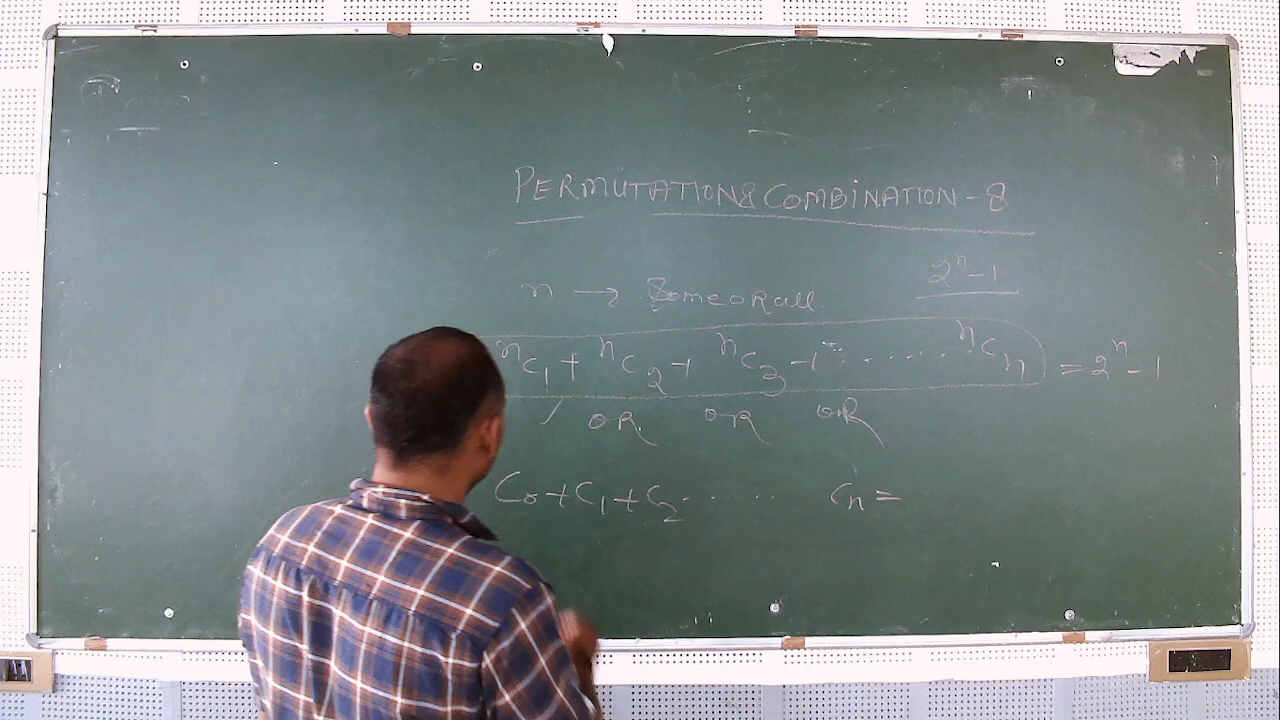 PERMUTATION & COMBINATION - 8
2ⁿ - 1
n → Some or all.
ⁿC₁ + ⁿC₂ + ⁿC₃ + ....... ⁿCₙ = 2ⁿ - 1
OR OR OR
C₀ + C₁ + C₂ ...... Cₙ =